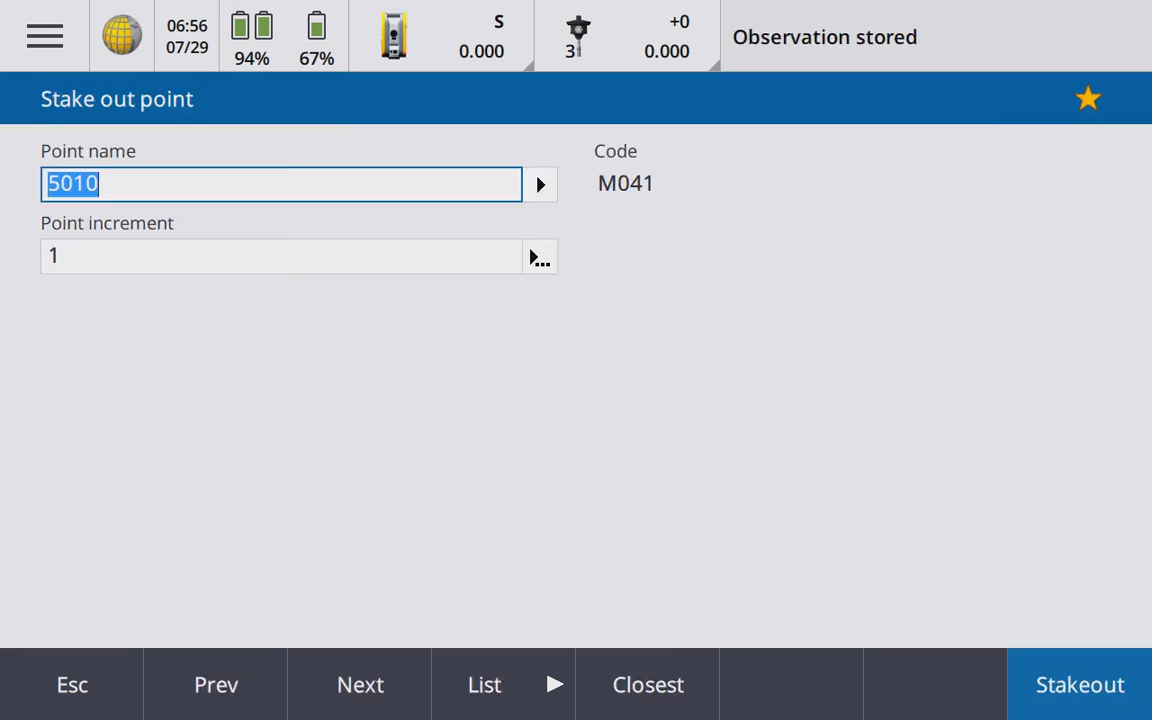 06:56
07/29
94%
67%
S
0.000
3
+0
0.000
Observation stored
Stake out point
Point name
Code
5010
M041
Point increment
1
Esc
Prev
Next
List
Closest
Stakeout